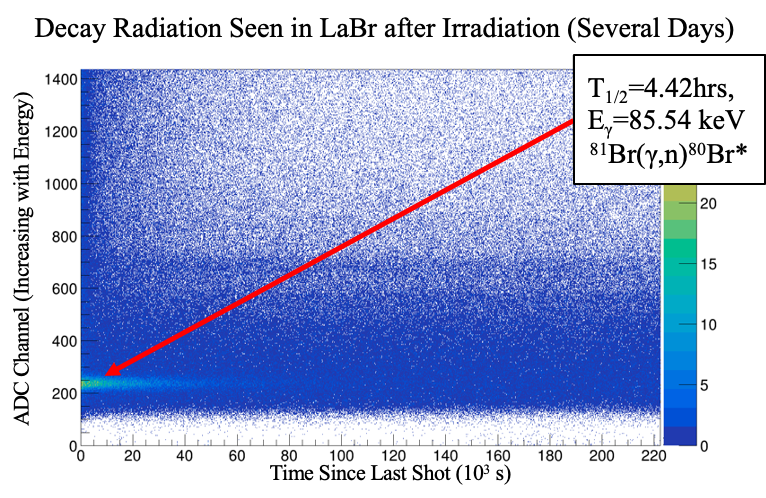 Decay Radiation Seen in LaBr after Irradiation (Several Days)
T1/2=4.42hrs,
Eγ=85.54 keV
81Br(γ,n)80Br*
ADC Channel (Increasing with Energy)
1400
1200
1000
800
600
400
200
0
20
15
10
5
0
0 20 40 60 80 100 120 140 160 180 200 220
Time Since Last Shot (10³ s)